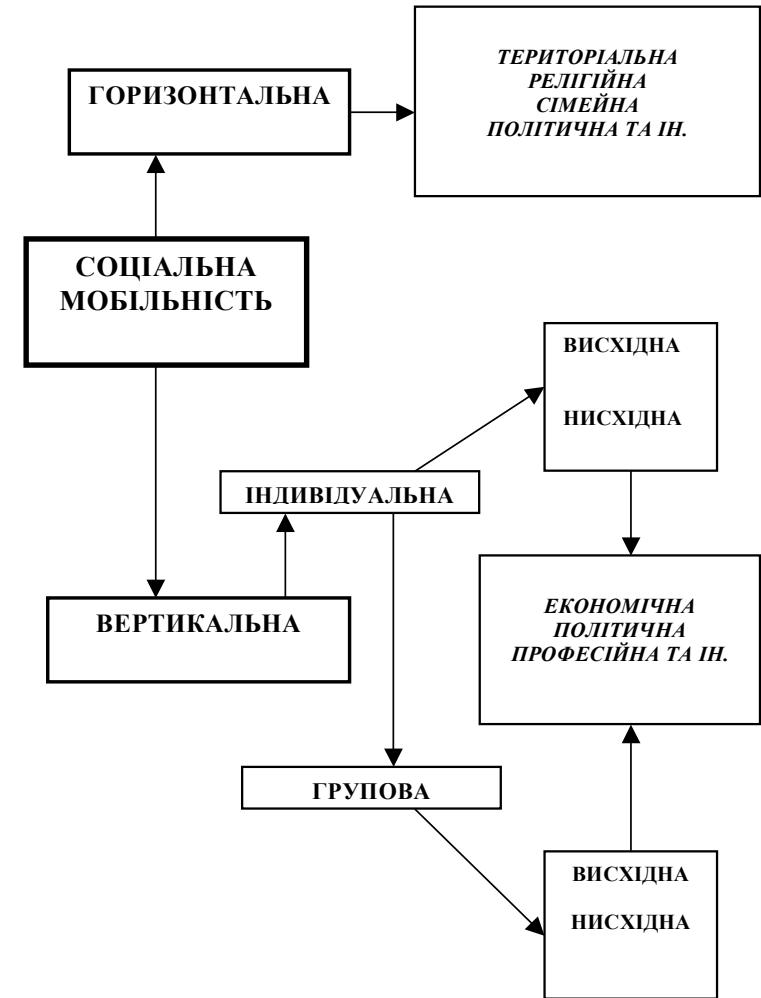 ТЕРИТОРІАЛЬНА
РЕЛІГІЙНА
СІМЕЙНА
ПОЛІТИЧНА ТА ІН.
ГОРИЗОНТАЛЬНА
СОЦІАЛЬНА
МОБІЛЬНІСТЬ
ВИСХІДНА
НИСХІДНА
ІНДИВІДУАЛЬНА
ВЕРТИКАЛЬНА
ЕКОНОМІЧНА
ПОЛІТИЧНА
ПРОФЕСІЙНА ТА ІН.
ГРУПОВА
ВИСХІДНА
НИСХІДНА